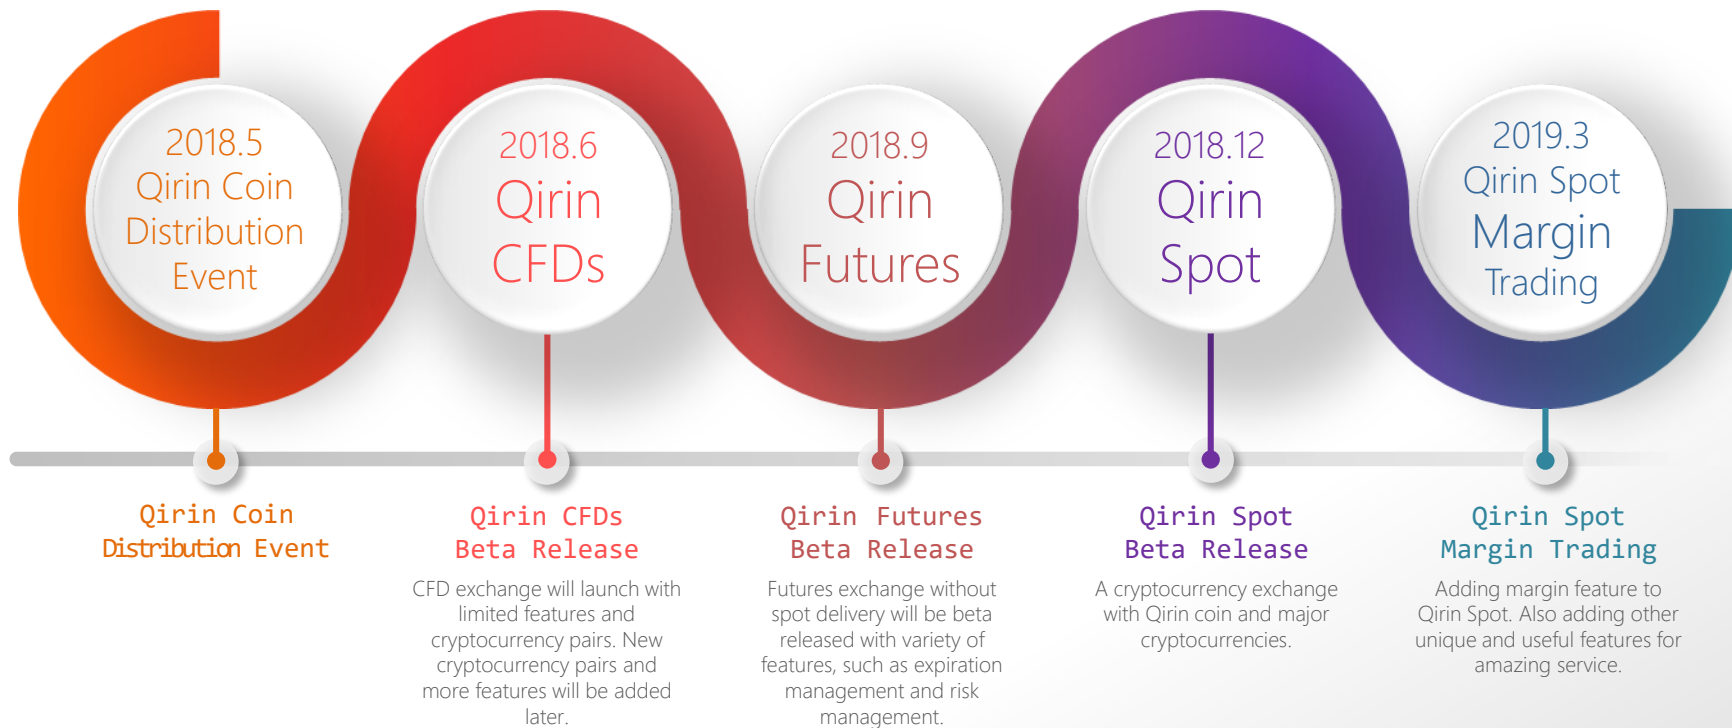 2018.5
Qirin Coin
Distribution
Event
2018.6
Qirin
CFDs
2018.9
Qirin
Futures
2018.12
Qirin
Spot
2019.3
Qirin Spot
Margin
Trading
Qirin Coin
Distribution Event
Qirin CFDs
Beta Release
CFD exchange will launch with
limited features and
cryptocurrency pairs. New
cryptocurrency pairs and
more features will be added
later.
Qirin Futures
Beta Release
Futures exchange without
spot delivery will be beta
released with variety of
features, such as expiration
management and risk
management.
Qirin Spot
Beta Release
A cryptocurrency exchange
with Qirin coin and major
cryptocurrencies.
Qirin Spot
Margin Trading
Adding margin feature to
Qirin Spot. Also adding other
unique and useful features for
amazing service.